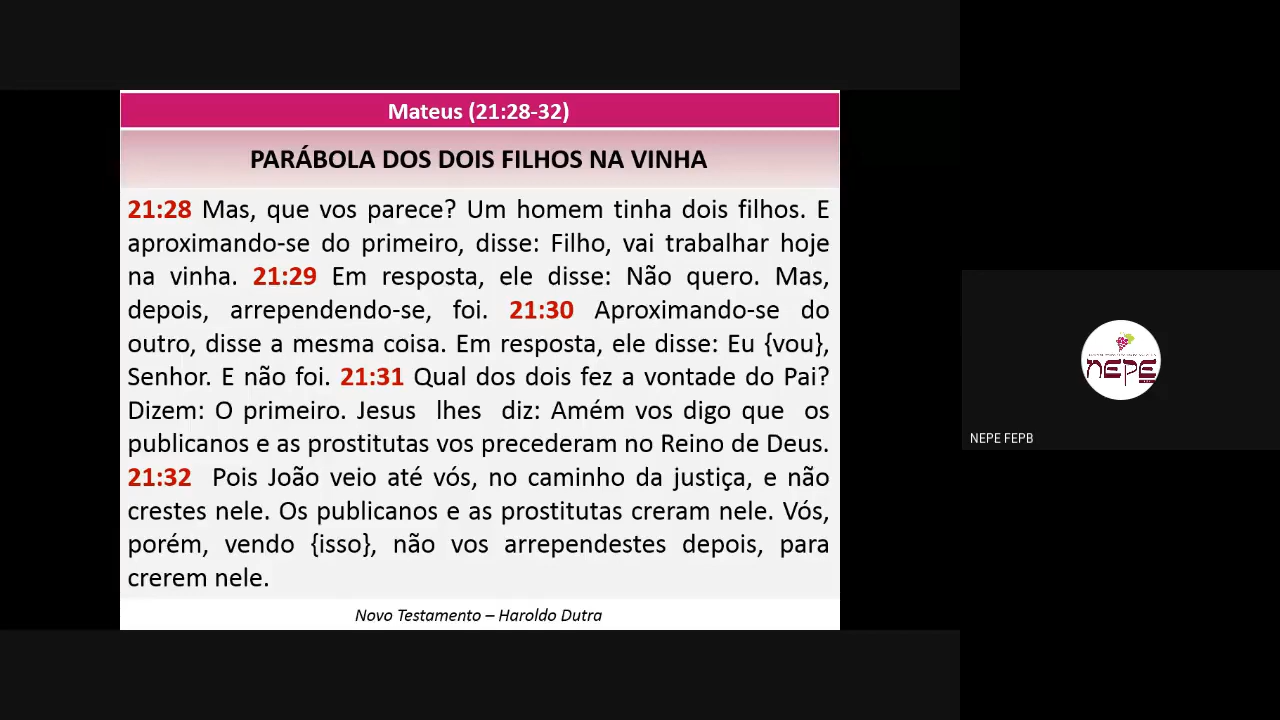 Mateus (21:28-32)
PARÁBOLA DOS DOIS FILHOS NA VINHA
21:28 Mas, que vos parece? Um homem tinha dois filhos. E
aproximando-se do primeiro, disse: Filho, vai trabalhar hoje
na vinha. 21:29 Em resposta, ele disse: Não quero. Mas,
depois, arrependendo-se, foi. 21:30 Aproximando-se do
outro, disse a mesma coisa. Em resposta, ele disse: Eu {vou},
Senhor. E não foi. 21:31 Qual dos dois fez a vontade do Pai?
Dizem: O primeiro. Jesus lhes diz: Amém vos digo que os
publicanos e as prostitutas vos precederam no Reino de Deus.
21:32 Pois João veio até vós, no caminho da justiça, e não
crestes nele. Os publicanos e as prostitutas creram nele. Vós,
porém, vendo {isso}, não vos arrependestes depois, para
crerem nele.
Novo Testamento – Haroldo Dutra
NEPE
NEPE FEPB